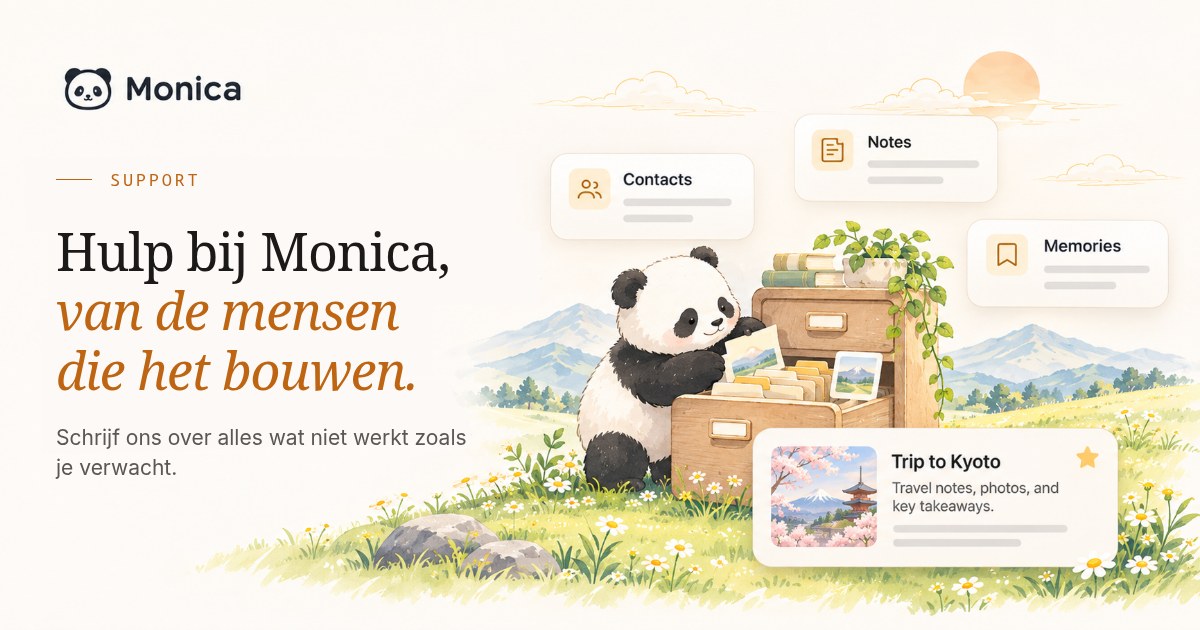 Monica
SUPPORT
Hulp bij Monica,
van de mensen
die het bouwen.
Schrijf ons over alles wat niet werkt zoals
je verwacht.
Contacts
Notes
Memories
Trip to Kyoto
Travel notes, photos, and
key takeaways.